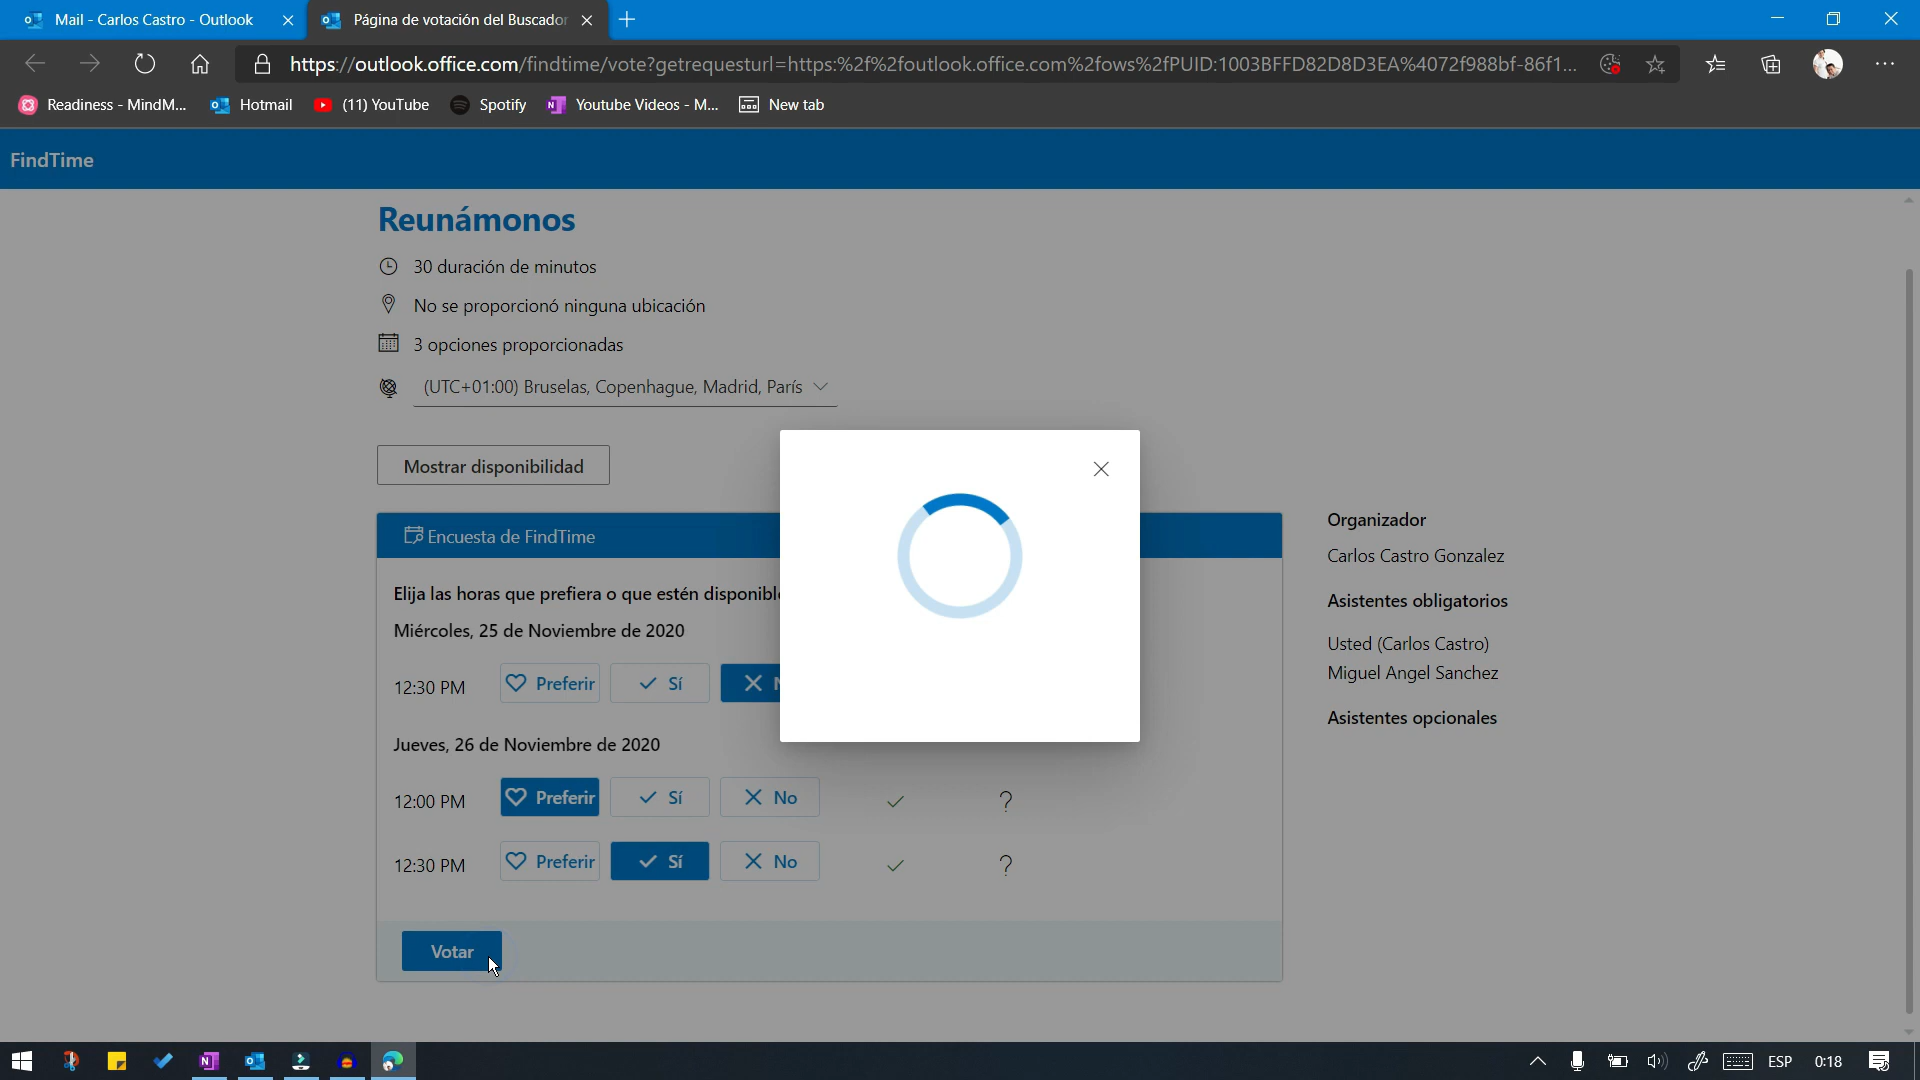 Mail - Carlos Castro - Outlook
Página de votación del Buscador
https://outlook.office.com/findtime/vote?getrequesturl=https:%2f%2foutlook.office.com%2fows%2fPUID:1003BFFD82D8D3EA%4072f988bf-86f1...
Readiness - MindM...
Hotmail
(11) YouTube
Spotify
Youtube Videos - M...
New tab
FindTime
Reunámonos
30 duración de minutos
No se proporcionó ninguna ubicación
3 opciones proporcionadas
(UTC+01:00) Bruselas, Copenhague, Madrid, París
Mostrar disponibilidad
Encuesta de FindTime
Elija las horas que prefiera o que estén
Miércoles, 25 de Noviembre de 2020
12:30 PM Preferir Sí
Jueves, 26 de Noviembre de 2020
12:00 PM Preferir Sí No ?
12:30 PM Preferir Sí No ?
Votar
Organizador
Carlos Castro Gonzalez
Asistentes obligatorios
Usted (Carlos Castro)
Miguel Angel Sanchez
Asistentes opcionales
ESP 0:18